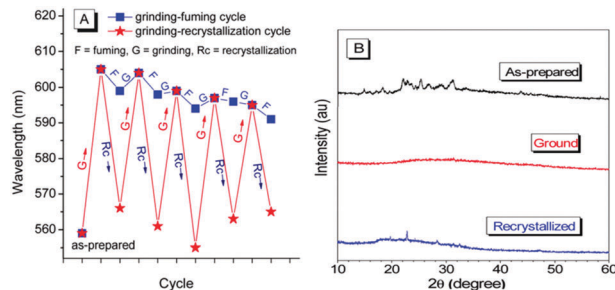 A
grinding-fuming cycle
grinding-recrystallization cycle
F = fuming, G = grinding, Rc = recrystallization
Wavelength (nm)
620
610
600
590
580
570
560
G F G F G F G F G F
G Rc G Rc G Rc G Rc G Rc
as-prepared
Cycle
B
Intensity (au)
As-prepared
Ground
Recrystallized
10 20 30 40 50 60
2θ (degree)